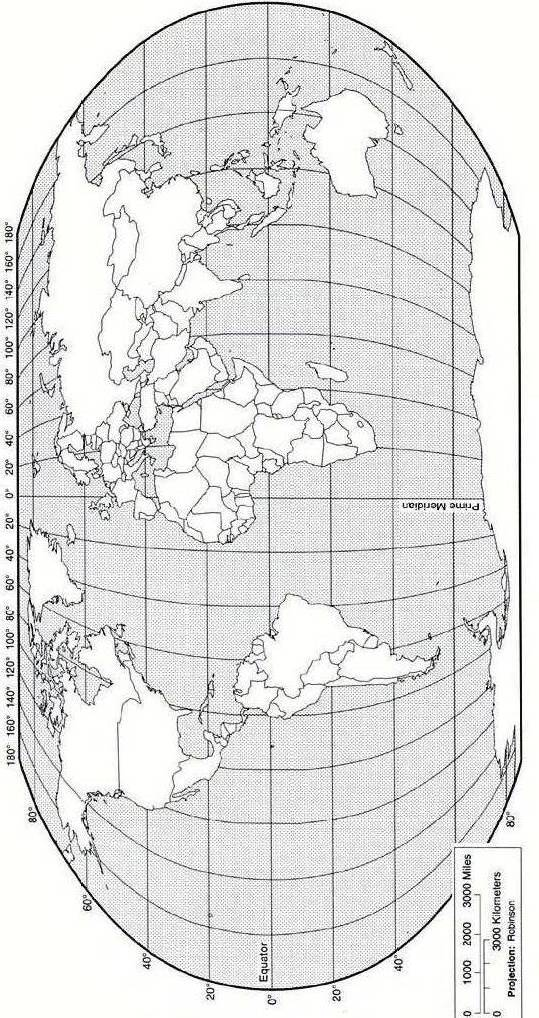 180° 160° 140° 120° 100° 80° 60° 40° 20° 0° 20° 40° 60° 80° 100° 120° 140° 160° 180°
80°
60°
40°
20°
0° Equator
20°
40°
Prime Meridian
80°
0 1000 2000 3000 Miles
0 3000 Kilometers
Projection: Robinson